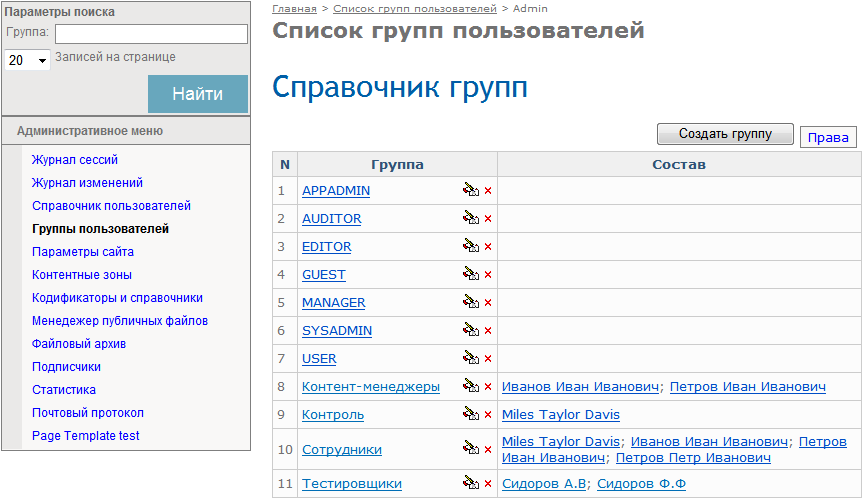 Параметры поиска
Группа:
20 Записей на странице
Найти
Административное меню
Журнал сессий
Журнал изменений
Справочник пользователей
Группы пользователей
Параметры сайта
Контентные зоны
Кодификаторы и справочники
Менеджер публичных файлов
Файловый архив
Подписчики
Статистика
Почтовый протокол
Page Template test
Главная > Список групп пользователей > Admin
Список групп пользователей
Справочник групп
Создать группу Права
N Группа Состав
1 APPADMIN
2 AUDITOR
3 EDITOR
4 GUEST
5 MANAGER
6 SYSADMIN
7 USER
8 Контент-менеджеры Иванов Иван Иванович; Петров Иван Иванович
9 Контроль Miles Taylor Davis
10 Сотрудники Miles Taylor Davis; Иванов Иван Иванович; Петров
Иван Иванович; Петров Петр Иванович
11 Тестировщики Сидоров А.В; Сидоров Ф.Ф